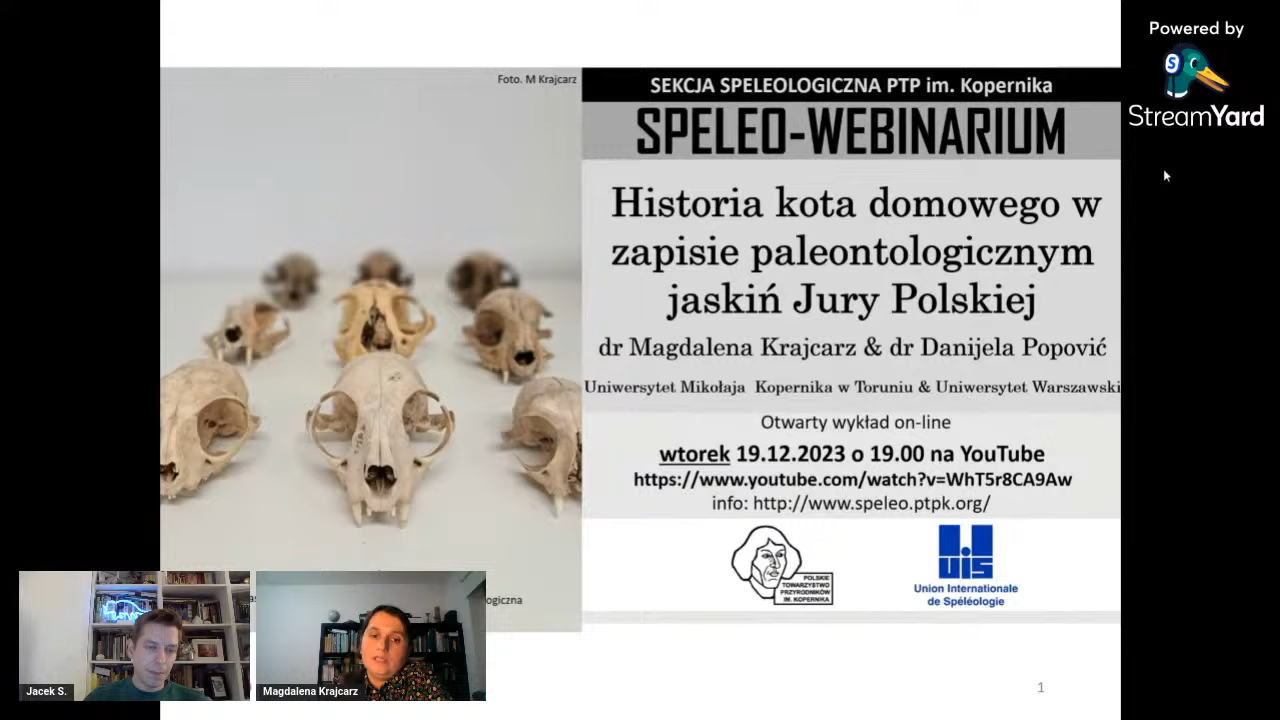 Powered by
StreamYard
Foto. M Krajcarz
SEKCJA SPELEOLOGICZNA PTP im. Kopernika
SPELEO-WEBINARIUM
Historia kota domowego w
zapisie paleontologicznym
jaskiń Jury Polskiej
dr Magdalena Krajcarz & dr Danijela Popović
Uniwersytet Mikołaja Kopernika w Toruniu & Uniwersytet Warszawski
Otwarty wykład on-line
wtorek 19.12.2023 o 19.00 na YouTube
https://www.youtube.com/watch?v=WhT5r8CA9Aw
info: http://www.speleo.ptpk.org/
POLSKIE
TOWARZYSTWO
PRZYRODNIKÓW
IM. KOPERNIKA
UIS
Union Internationale
de Spéléologie
ogiczna
Jacek S.
Magdalena Krajcarz
1